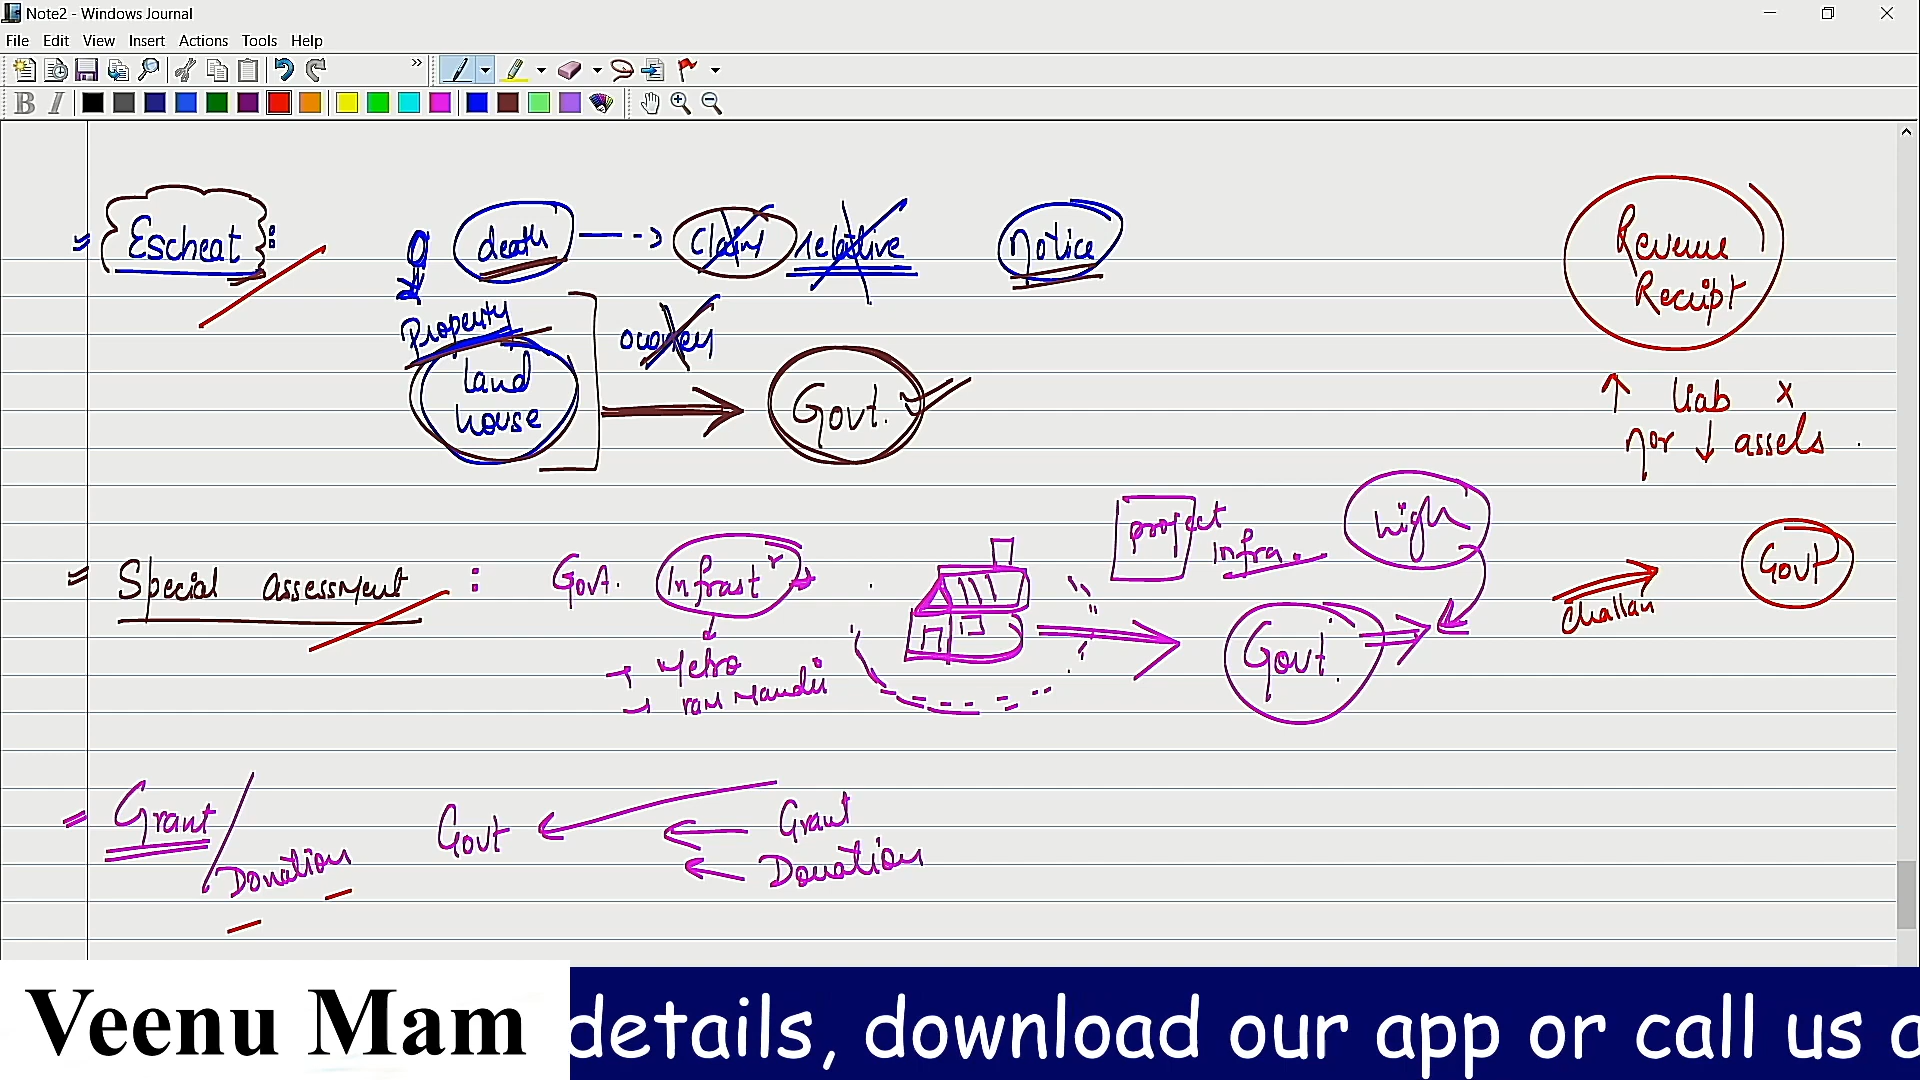 Note2 - Windows Journal
File Edit View Insert Actions Tools Help
B I
= Escheat : death ---> Claim relative Notice
Property owner
land
house Govt.
Revenue
Receipt
↑ liab x
nor ↓ assets .
= Special assessment : Govt. Infrastr
→ Metro
→ ram mandir
project
infra.
high
Govt.
challan
Govt
= Grant / Donation
Govt ← Grant
← Donation
Veenu Mam
details, download our app or call us a